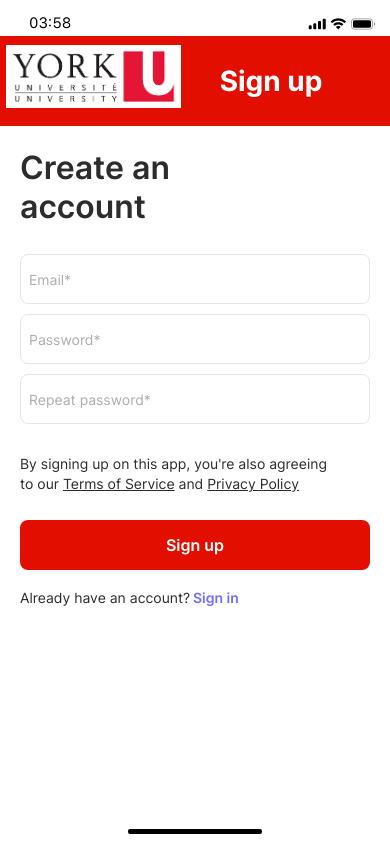 03:58
YORK
UNIVERSITÉ
UNIVERSITY
U
Sign up
Create an
account
Email*
Password*
Repeat password*
By signing up on this app, you're also agreeing
to our Terms of Service and Privacy Policy
Sign up
Already have an account? Sign in